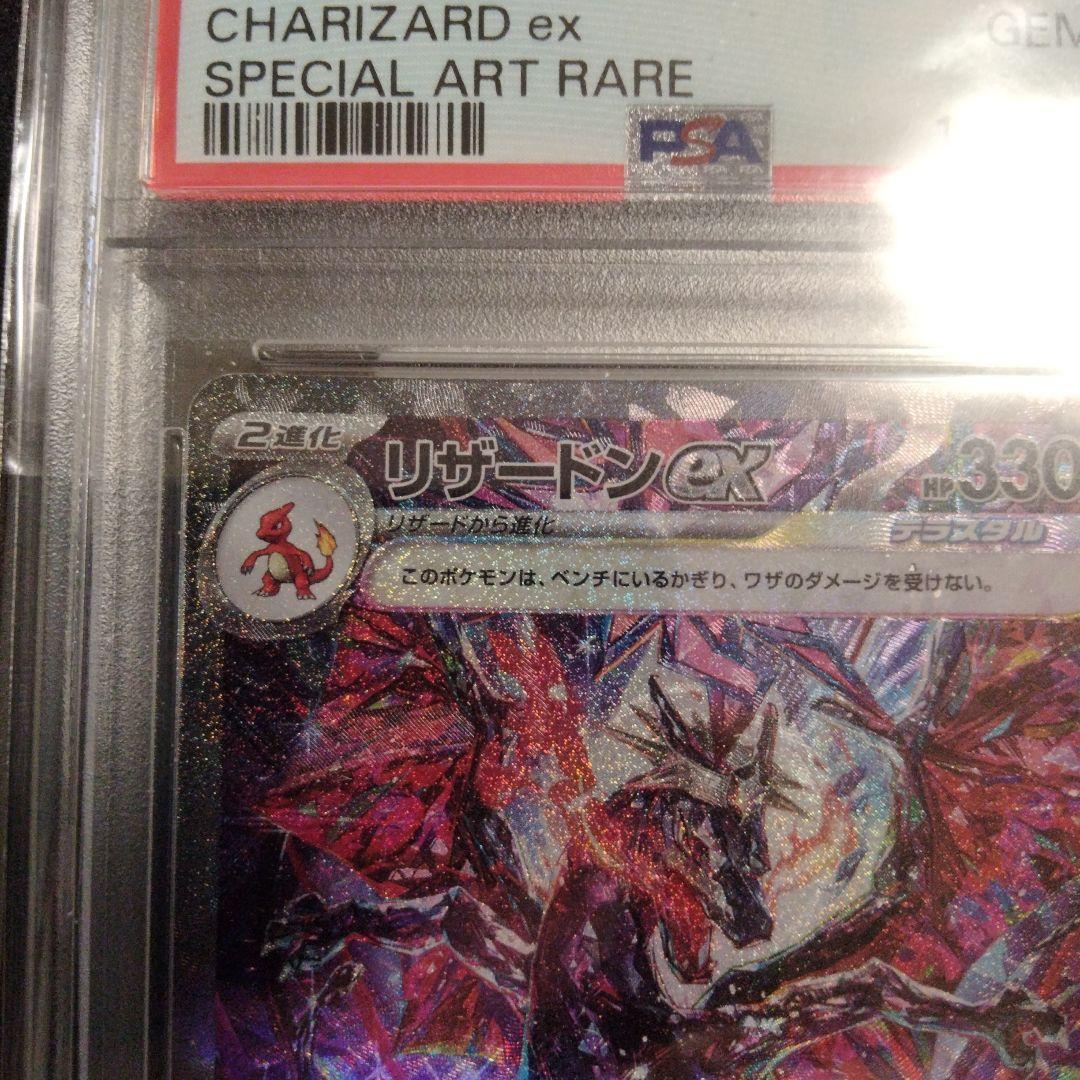 CHARIZARD ex
GEM
SPECIAL ART RARE
PSA
2進化
リザードンex
HP330
リザードから進化
テラスタル
このポケモンは、ベンチにいるかぎり、ワザのダメージを受けない。